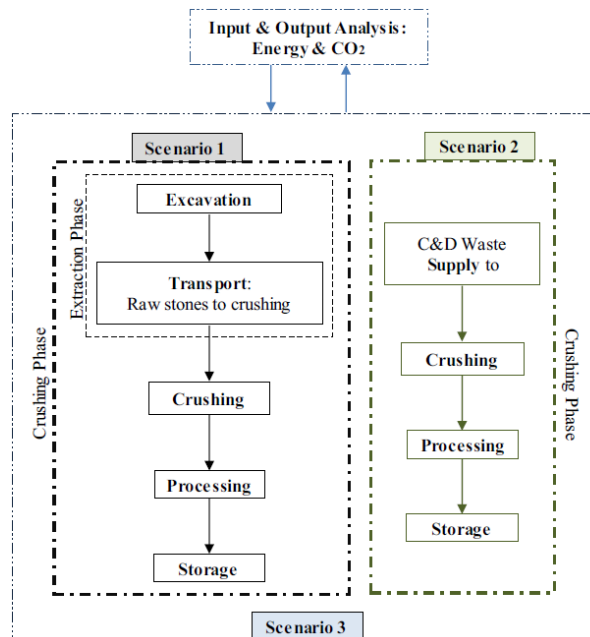 Input & Output Analysis:
Energy & CO2
Scenario 1
Scenario 2
Extraction Phase
Excavation
Transport:
Raw stones to crushing
Crushing Phase
Crushing
Processing
Storage
C&D Waste
Supply to
Crushing
Processing
Storage
Crushing Phase
Scenario 3